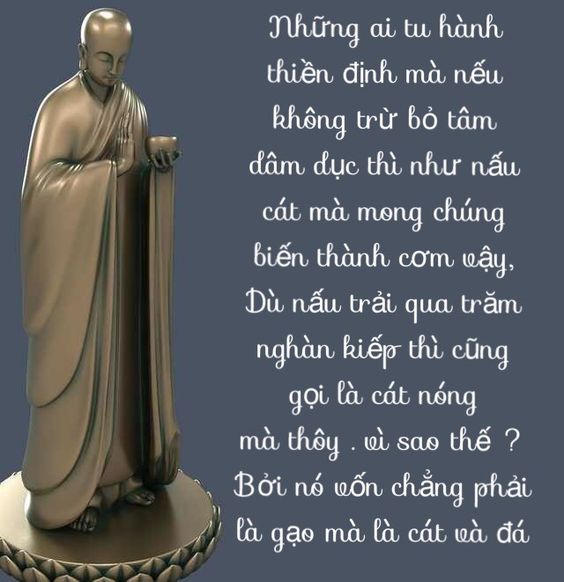 Những ai tu hành
thiền định mà nếu
không trừ bỏ tâm
dâm dục thì như nấu
cát mà mong chúng
biến thành cơm vậy,
Dù nấu trải qua trăm
nghàn kiếp thì cũng
gọi là cát nóng
mà thôy . vì sao thế ?
Bởi nó vốn chẳng phải
là gạo mà là cát và đá